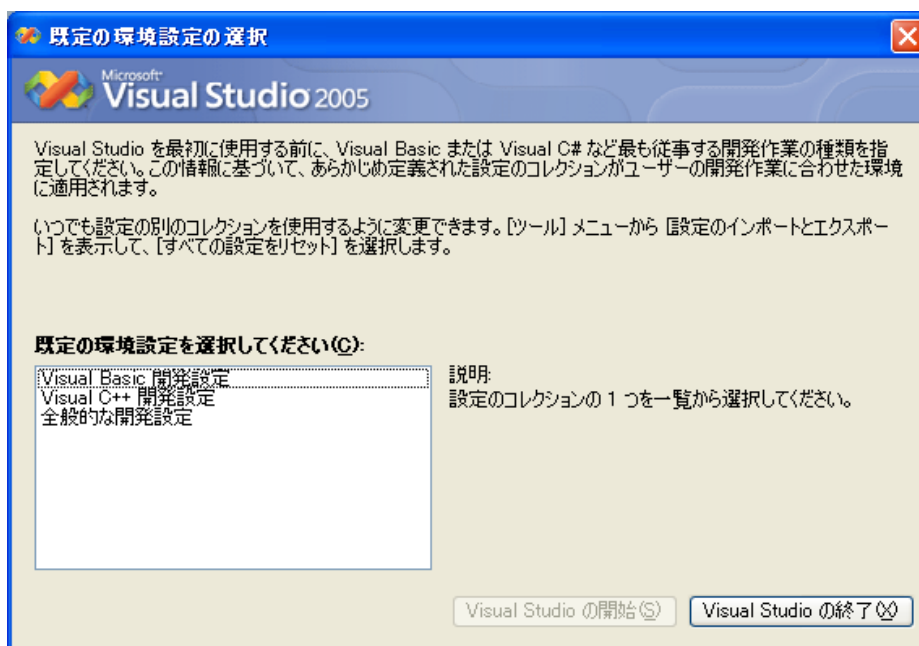 既定の環境設定の選択
Microsoft
Visual Studio 2005
Visual Studio を最初に使用する前に、Visual Basic または Visual C# など最も従事する開発作業の種類を指
定してください。この情報に基づいて、あらかじめ定義された設定のコレクションがユーザーの開発作業に合わせた環境
に適用されます。
いつでも設定の別のコレクションを使用するように変更できます。[ツール] メニューから [設定のインポートとエクスポー
ト] を表示して、[すべての設定をリセット] を選択します。
既定の環境設定を選択してください(C):
Visual Basic 開発設定
Visual C++ 開発設定
全般的な開発設定
説明:
設定のコレクションの 1 つを一覧から選択してください。
Visual Studio の開始(S)
Visual Studio の終了(X)